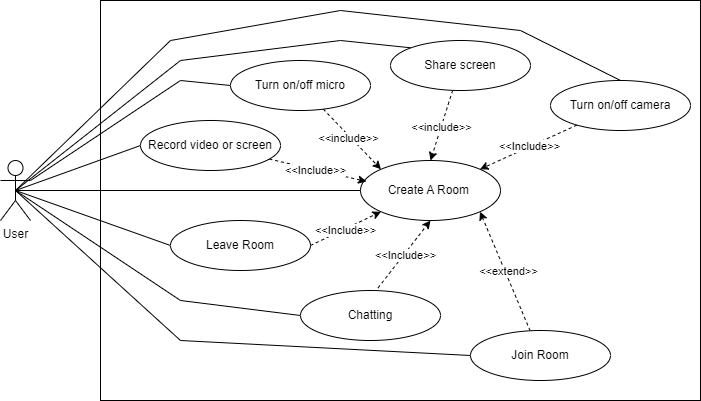 Share screen
Turn on/off micro
Turn on/off camera
<<include>>
<<include>>
Record video or screen
<<Include>>
<<Include>>
Create A Room
User
Leave Room
<<Include>>
<<Include>>
<<extend>>
Chatting
Join Room